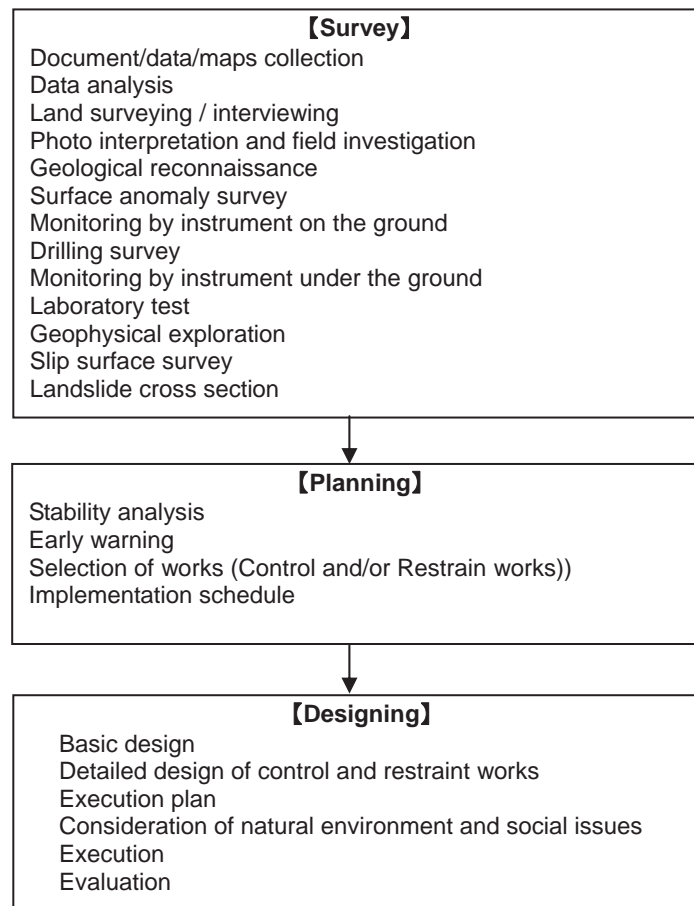 【Survey】
Document/data/maps collection
Data analysis
Land surveying / interviewing
Photo interpretation and field investigation
Geological reconnaissance
Surface anomaly survey
Monitoring by instrument on the ground
Drilling survey
Monitoring by instrument under the ground
Laboratory test
Geophysical exploration
Slip surface survey
Landslide cross section
【Planning】
Stability analysis
Early warning
Selection of works (Control and/or Restrain works))
Implementation schedule
【Designing】
Basic design
Detailed design of control and restraint works
Execution plan
Consideration of natural environment and social issues
Execution
Evaluation